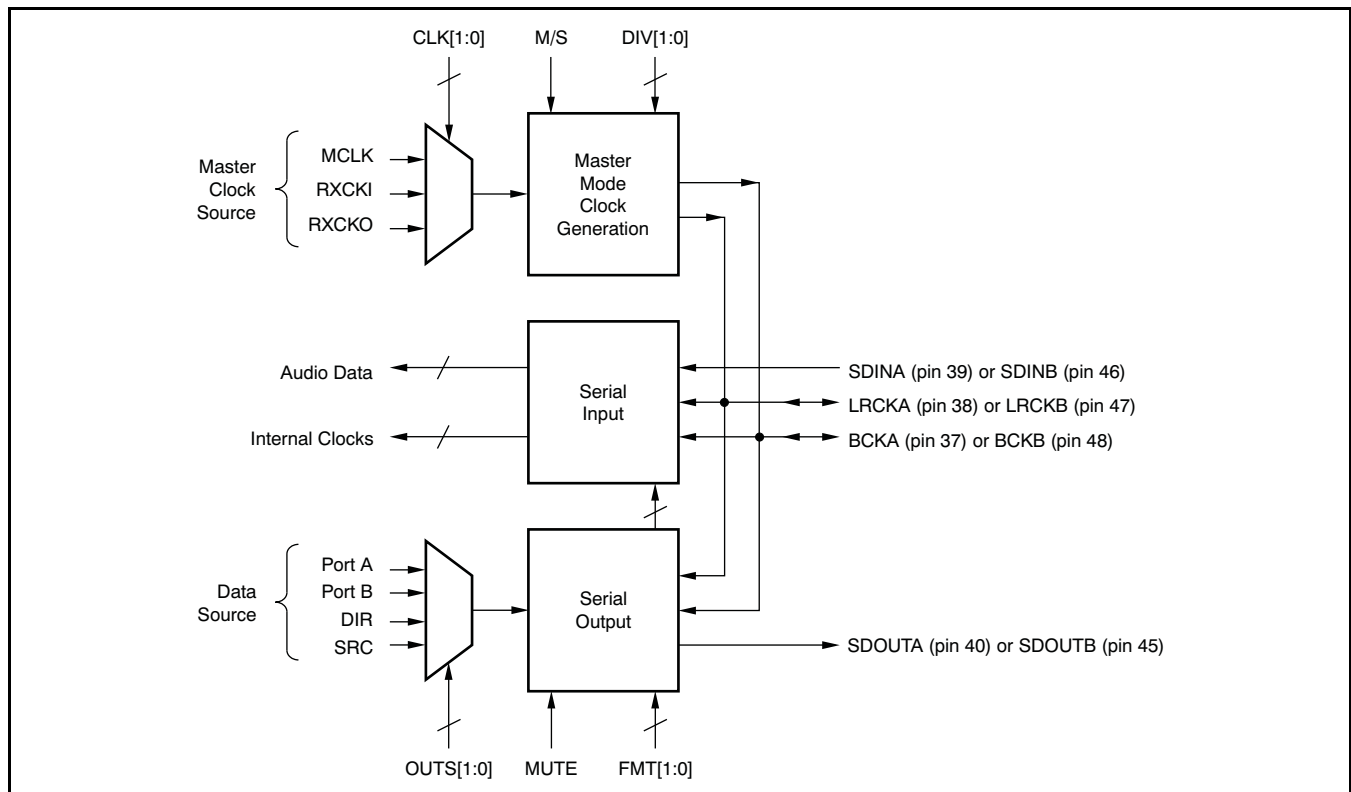 CLK[1:0] M/S DIV[1:0]
Master
Clock
Source
MCLK
RXCKI
RXCKO
Master
Mode
Clock
Generation
Audio Data
Internal Clocks
Serial
Input
SDINA (pin 39) or SDINB (pin 46)
LRCKA (pin 38) or LRCKB (pin 47)
BCKA (pin 37) or BCKB (pin 48)
Data
Source
Port A
Port B
DIR
SRC
Serial
Output
SDOUTA (pin 40) or SDOUTB (pin 45)
OUTS[1:0] MUTE FMT[1:0]